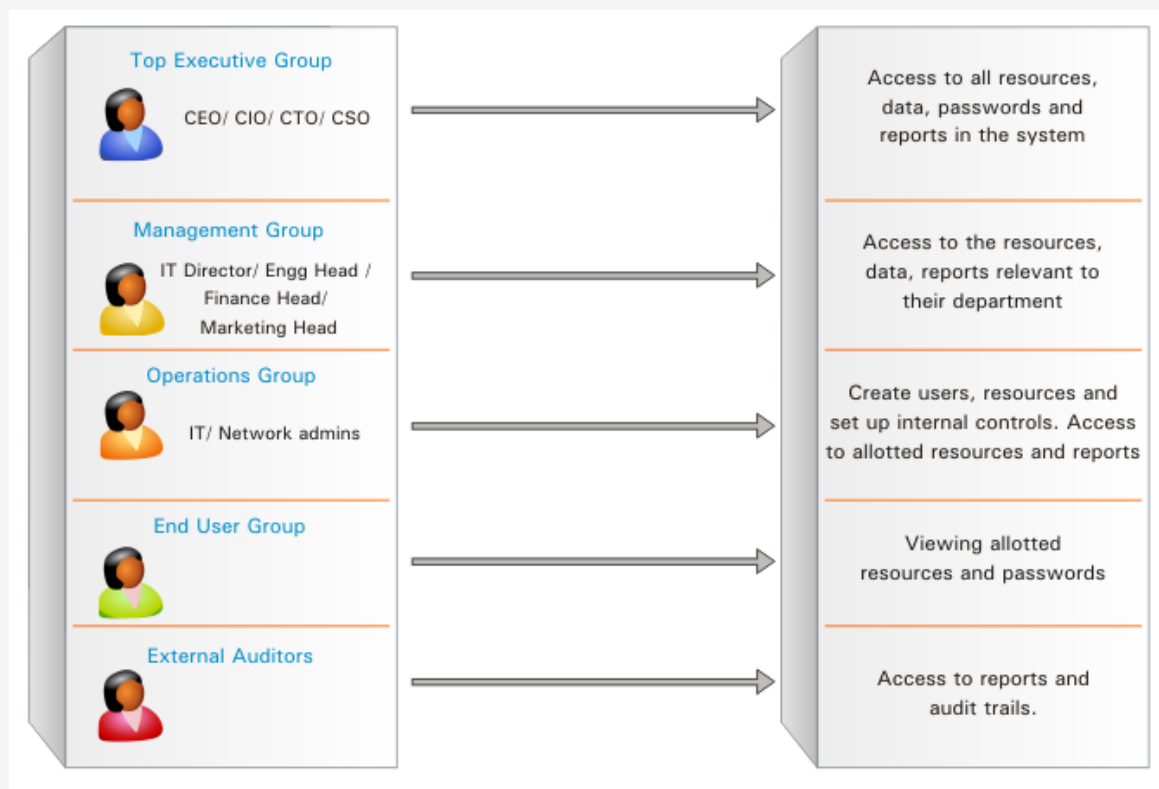 Top Executive Group
CEO/ CIO/ CTO/ CSO
Access to all resources,
data, passwords and
reports in the system
Management Group
IT Director/ Engg Head /
Finance Head/
Marketing Head
Access to the resources,
data, reports relevant to
their department
Operations Group
IT/ Network admins
Create users, resources and
set up internal controls. Access
to allotted resources and reports
End User Group
Viewing allotted
resources and passwords
External Auditors
Access to reports and
audit trails.